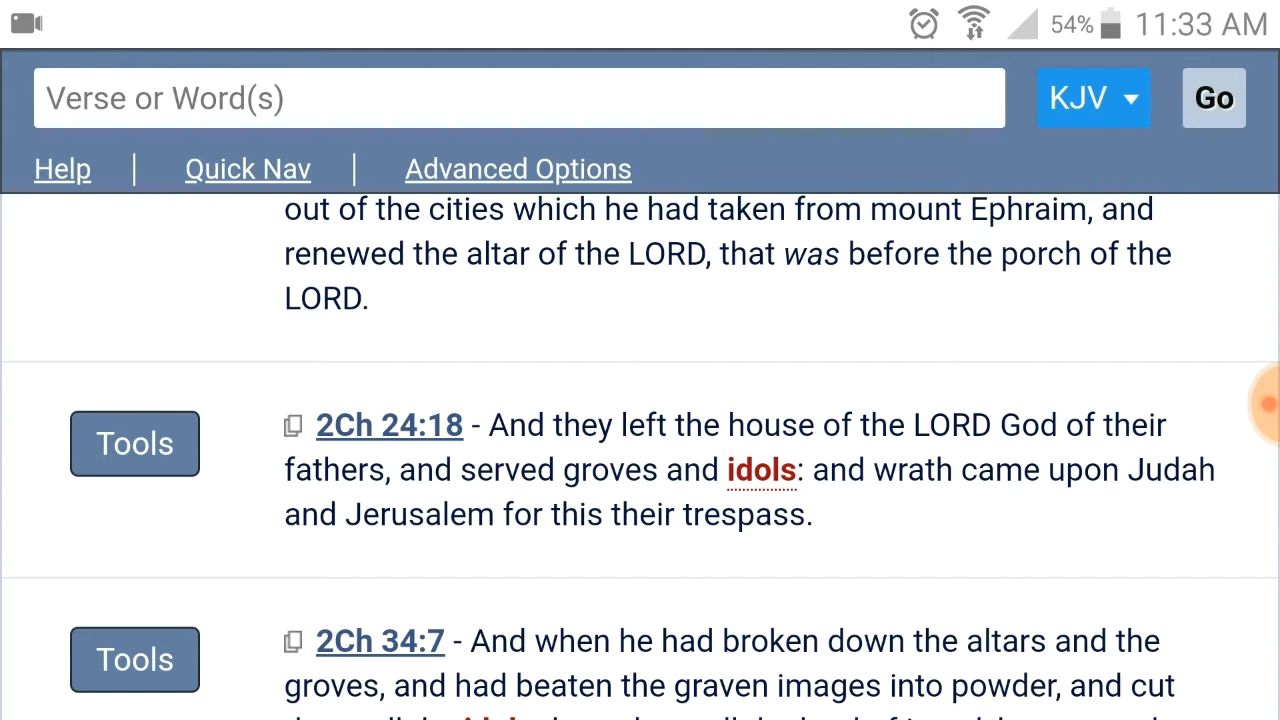 54% 11:33 AM
Verse or Word(s) KJV Go
Help | Quick Nav | Advanced Options
out of the cities which he had taken from mount Ephraim, and
renewed the altar of the LORD, that was before the porch of the
LORD.
Tools 2Ch 24:18 - And they left the house of the LORD God of their
fathers, and served groves and idols: and wrath came upon Judah
and Jerusalem for this their trespass.
Tools 2Ch 34:7 - And when he had broken down the altars and the
groves, and had beaten the graven images into powder, and cut